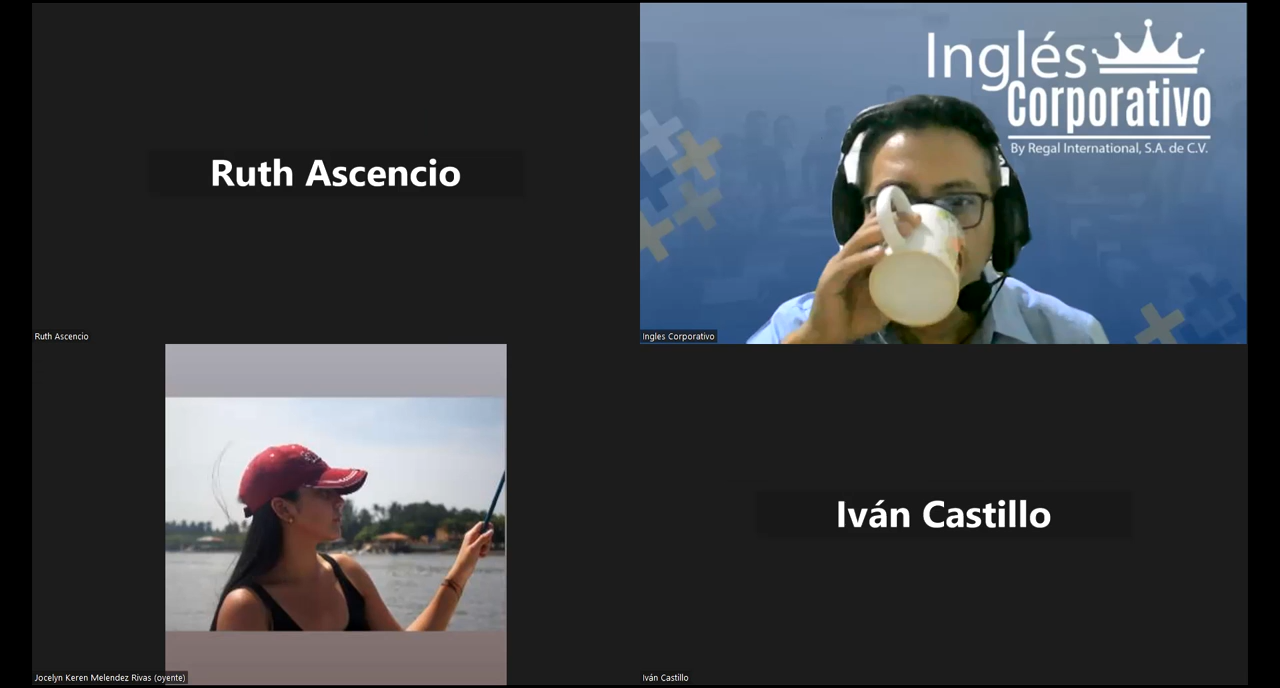 Ruth Ascencio
Ruth Ascencio
Inglés
Corporativo
By Regal International, S.A. de C.V.
Ingles Corporativo
Jocelyn Keren Melendez Rivas (oyente)
Iván Castillo
Iván Castillo